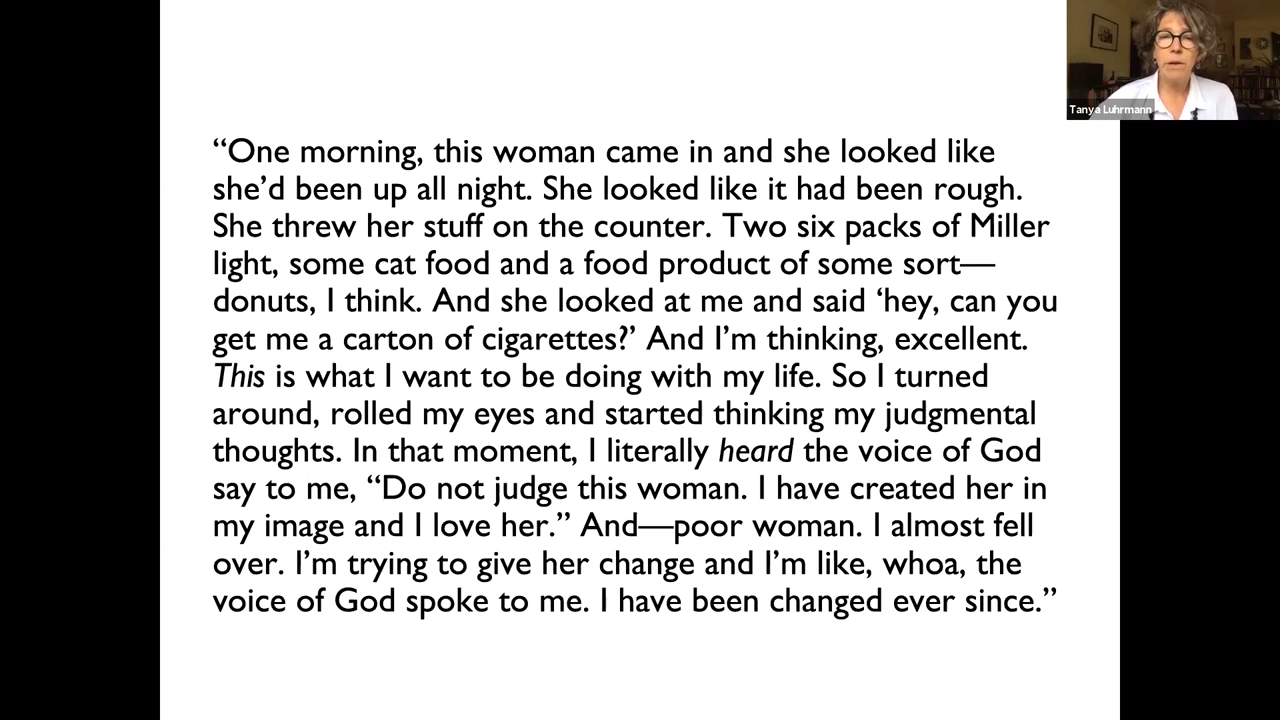 “One morning, this woman came in and she looked like
she’d been up all night. She looked like it had been rough.
She threw her stuff on the counter. Two six packs of Miller
light, some cat food and a food product of some sort—
donuts, I think. And she looked at me and said ‘hey, can you
get me a carton of cigarettes?’ And I’m thinking, excellent.
This is what I want to be doing with my life. So I turned
around, rolled my eyes and started thinking my judgmental
thoughts. In that moment, I literally heard the voice of God
say to me, “Do not judge this woman. I have created her in
my image and I love her.” And—poor woman. I almost fell
over. I’m trying to give her change and I’m like, whoa, the
voice of God spoke to me. I have been changed ever since.”
Tanya Luhrmann